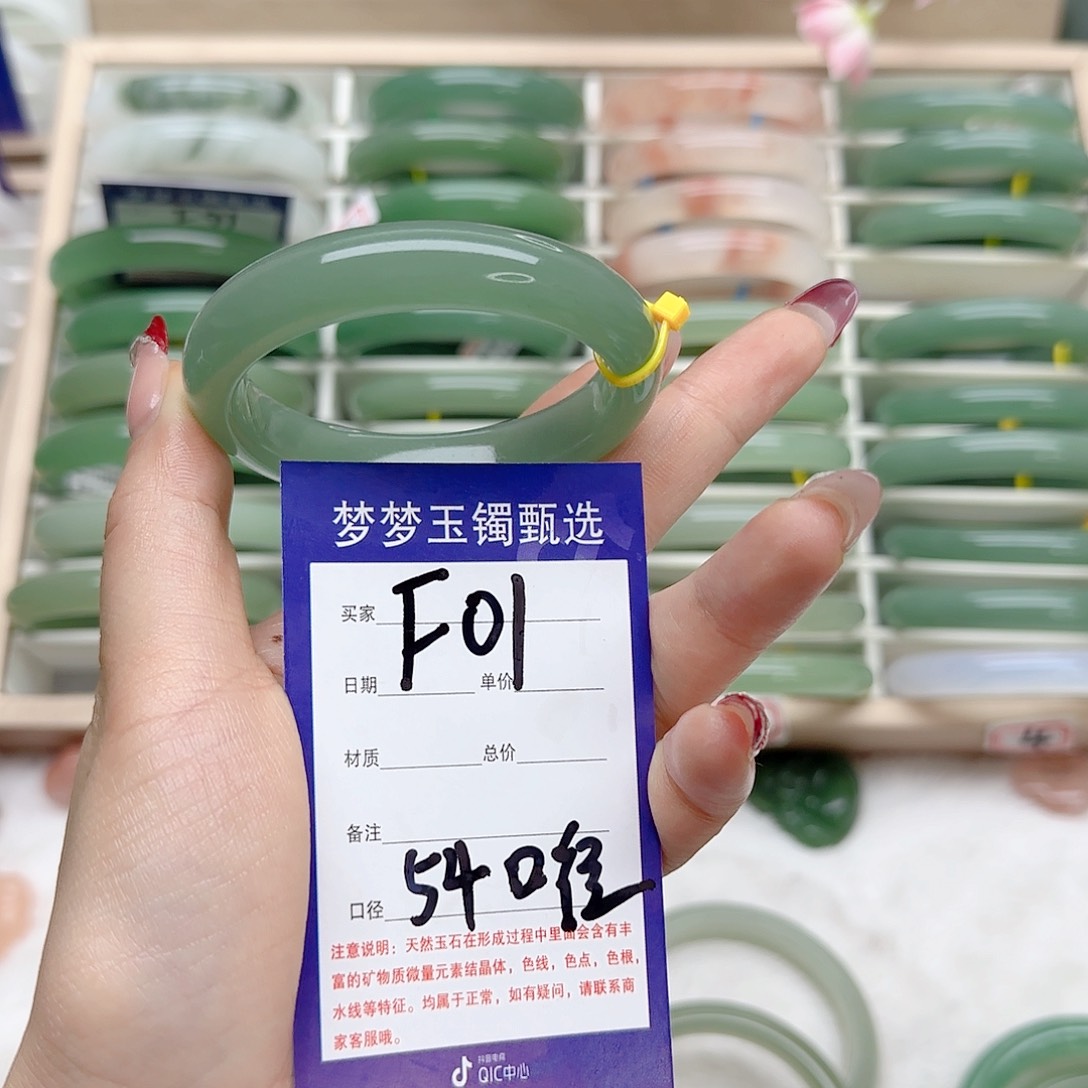 梦梦玉镯甄选
买家 F01
日期 单价
材质 总价
备注
口径 54口径
注意说明：天然玉石在形成过程中里面会含有丰
富的矿物质微量元素结晶体，色线，色点，色根，
水线等特征。均属于正常，如有疑问，请联系商
家客服哦。
抖音电商
QIC中心